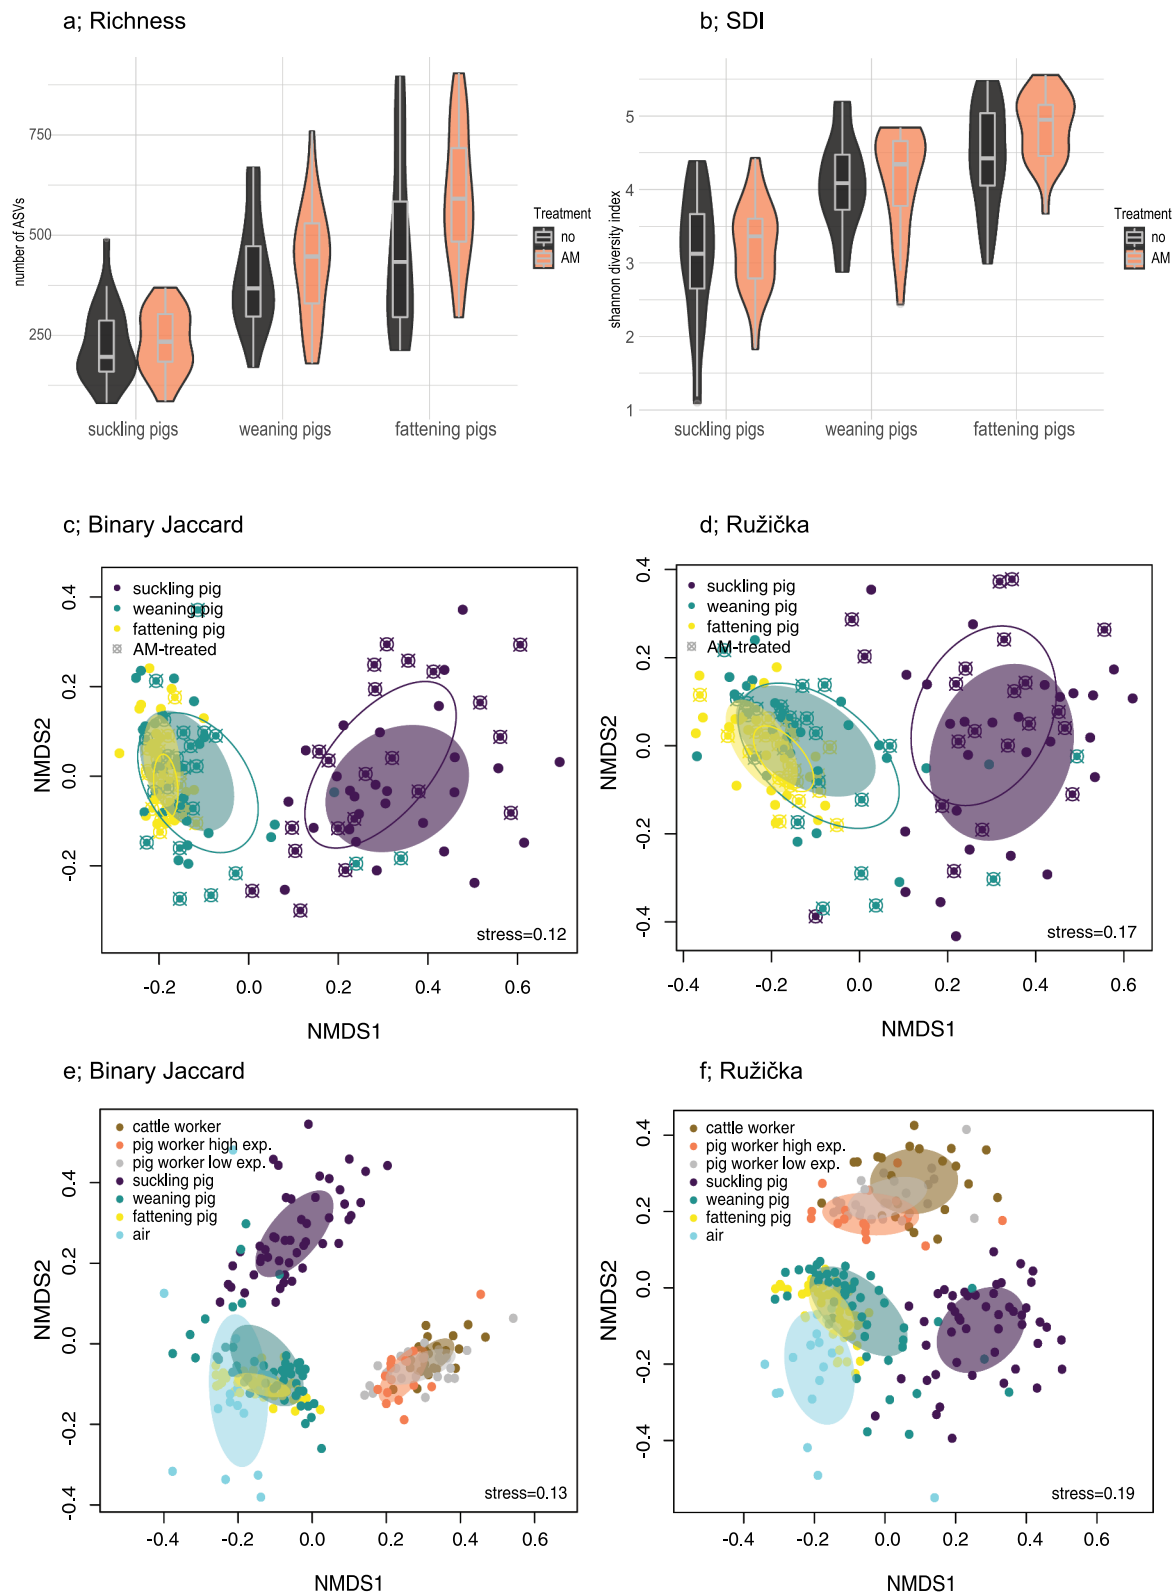 a; Richness
b; SDI
number of ASVs
750
500
250
suckling pigs
weaning pigs
fattening pigs
Treatment
no
AM
shannon diversity index
5
4
3
2
1
suckling pigs
weaning pigs
fattening pigs
Treatment
no
AM
c; Binary Jaccard
d; Ružička
NMDS2
0.4
0.2
0.0
-0.2
suckling pig
weaning pig
fattening pig
AM-treated
stress=0.12
-0.2
0.0
0.2
0.4
0.6
NMDS1
NMDS2
0.4
0.2
0.0
-0.2
-0.4
suckling pig
weaning pig
fattening pig
AM-treated
stress=0.17
-0.4
-0.2
0.0
0.2
0.4
0.6
NMDS1
e; Binary Jaccard
f; Ružička
NMDS2
0.4
0.2
0.0
-0.2
-0.4
cattle worker
pig worker high exp.
pig worker low exp.
suckling pig
weaning pig
fattening pig
air
stress=0.13
-0.4
-0.2
0.0
0.2
0.4
0.6
NMDS1
NMDS2
0.4
0.2
0.0
-0.2
-0.4
cattle worker
pig worker high exp.
pig worker low exp.
suckling pig
weaning pig
fattening pig
air
stress=0.19
-0.4
-0.2
0.0
0.2
0.4
0.6
NMDS1